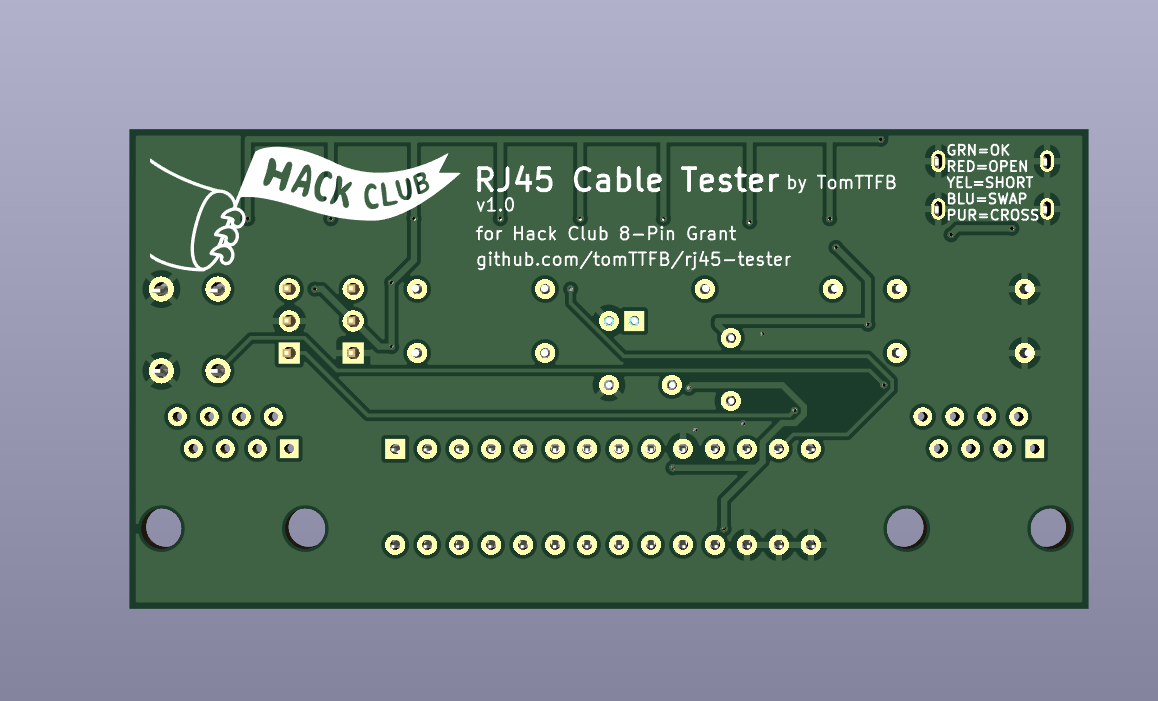 HACK CLUB
RJ45 Cable Tester by TomTTFB
v1.0
for Hack Club 8-Pin Grant
github.com/tomTTFB/rj45-tester
GRN=OK
RED=OPEN
YEL=SHORT
BLU=SWAP
PUR=CROSS